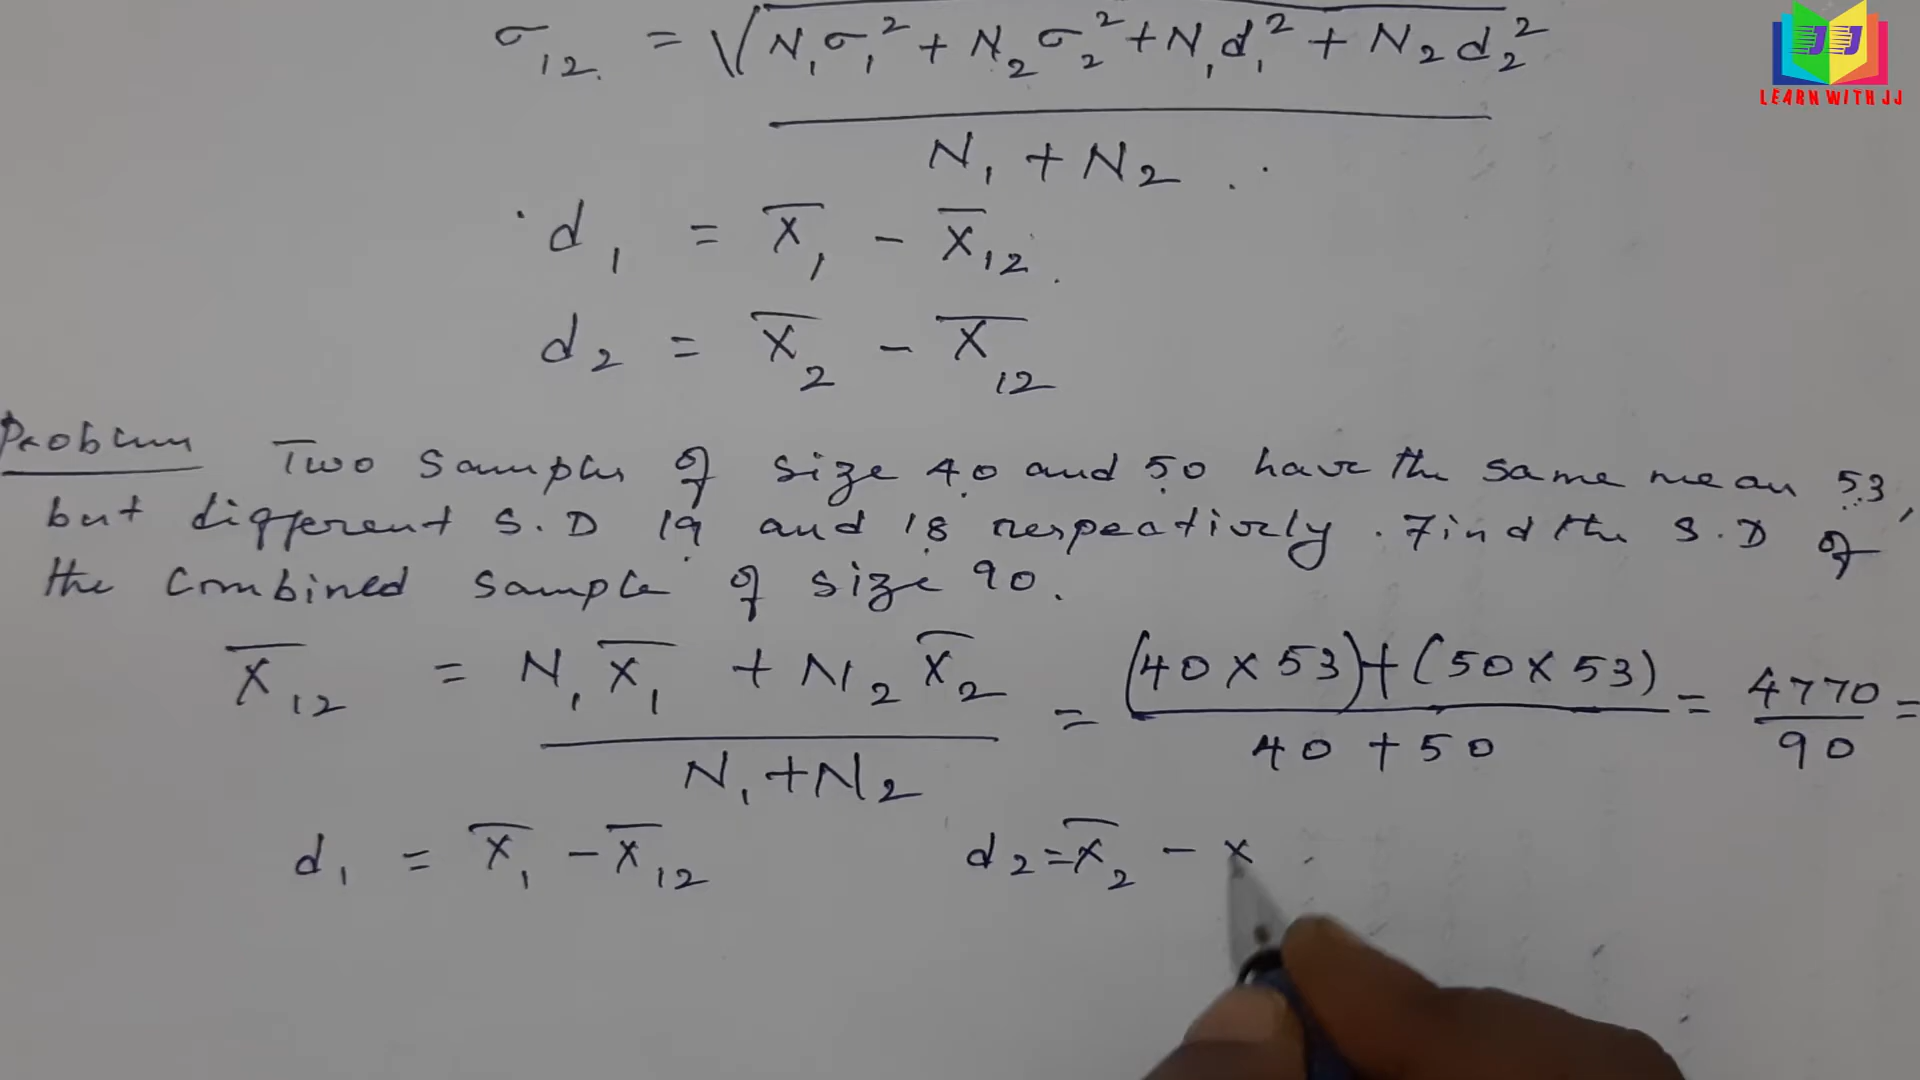 σ₁₂. = √N₁σ₁² + N₂σ₂² + N₁d₁² + N₂d₂²
N₁ + N₂
JJ
LEARN WITH JJ
d₁ = X̅₁ - X̅₁₂
d₂ = X̅₂ - X̅₁₂
Problem Two samples of size 40 and 50 have the same mean 53,
but different S.D 19 and 18 respectively. Find the S.D of
the combined sample of size 90.
X̅₁₂ = N₁X̅₁ + N₂X̅₂ = (40 × 53) + (50 × 53) = 4770 =
N₁ + N₂ 40 + 50 90
d₁ = X̅₁ - X̅₁₂ d₂ = X̅₂ - X